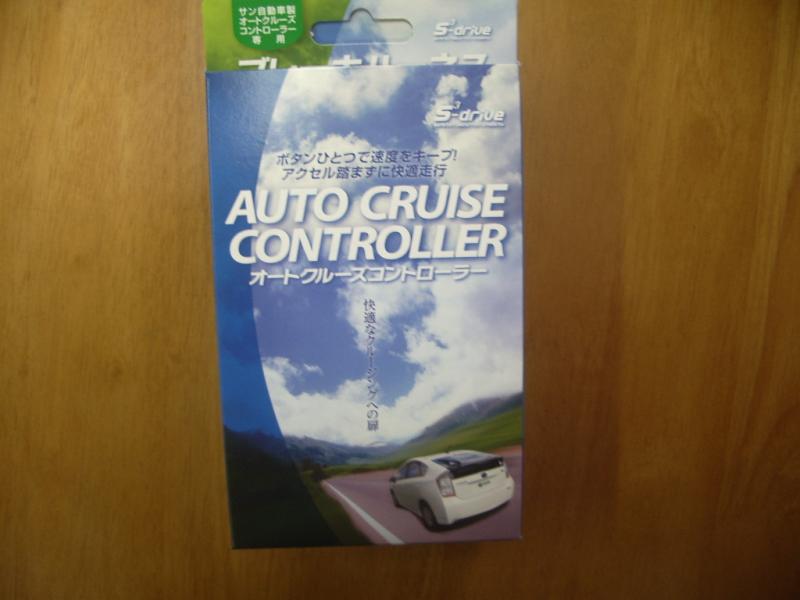 サン自動車製
オートクルーズ
コントローラー
専用
S³-drive
S³-drive
ボタンひとつで速度をキープ!
アクセル踏まずに快適走行
AUTO CRUISE
CONTROLLER
オートクルーズコントローラー
快適なクルージングへの扉